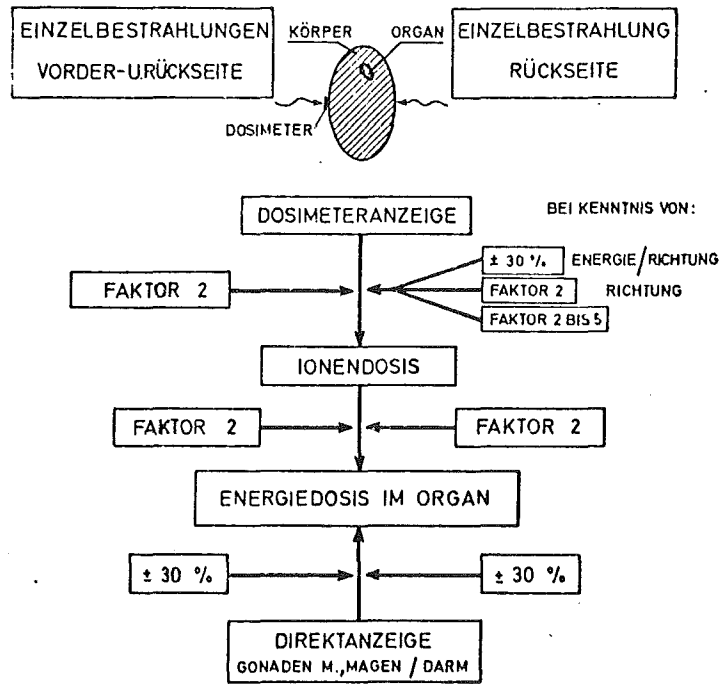 EINZELBESTRAHLUNGEN
VORDER-U.RÜCKSEITE
KÖRPER
ORGAN
DOSIMETER
EINZELBESTRAHLUNG
RÜCKSEITE
DOSIMETERANZEIGE
BEI KENNTNIS VON:
± 30 % ENERGIE/RICHTUNG
FAKTOR 2
FAKTOR 2 RICHTUNG
FAKTOR 2 BIS 5
IONENDOSIS
FAKTOR 2
FAKTOR 2
ENERGIEDOSIS IM ORGAN
± 30 %
± 30 %
DIREKTANZEIGE
GONADEN M.,MAGEN / DARM